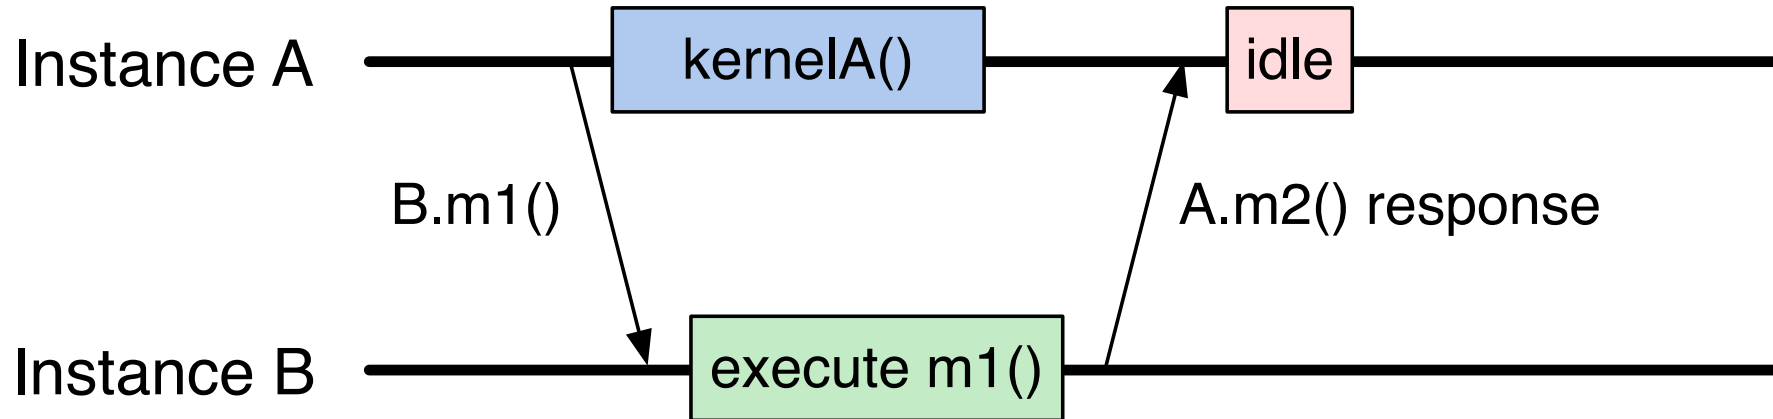 Instance A
kernelA()
idle
B.m1()
A.m2() response
Instance B
execute m1()